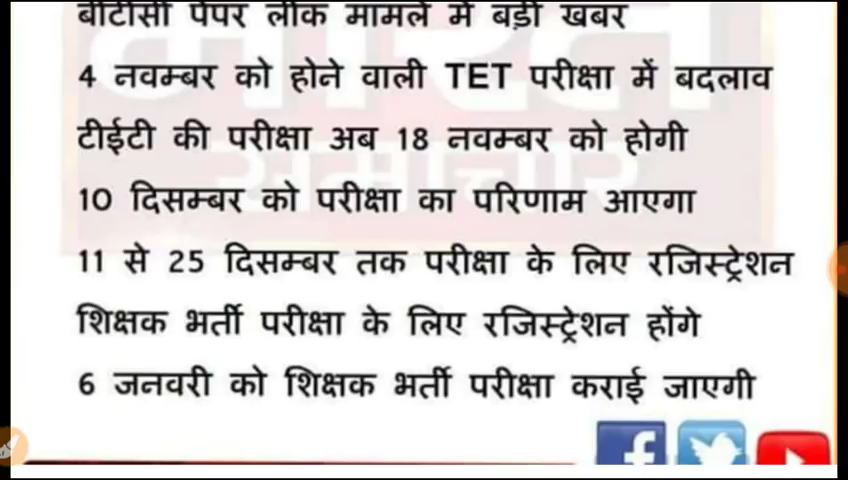 बीटीसी पेपर लीक मामले में बड़ी खबर
4 नवम्बर को होने वाली TET परीक्षा में बदलाव
टीईटी की परीक्षा अब 18 नवम्बर को होगी
10 दिसम्बर को परीक्षा का परिणाम आएगा
11 से 25 दिसम्बर तक परीक्षा के लिए रजिस्ट्रेशन
शिक्षक भर्ती परीक्षा के लिए रजिस्ट्रेशन होंगे
6 जनवरी को शिक्षक भर्ती परीक्षा कराई जाएगी
भारत
समाचार